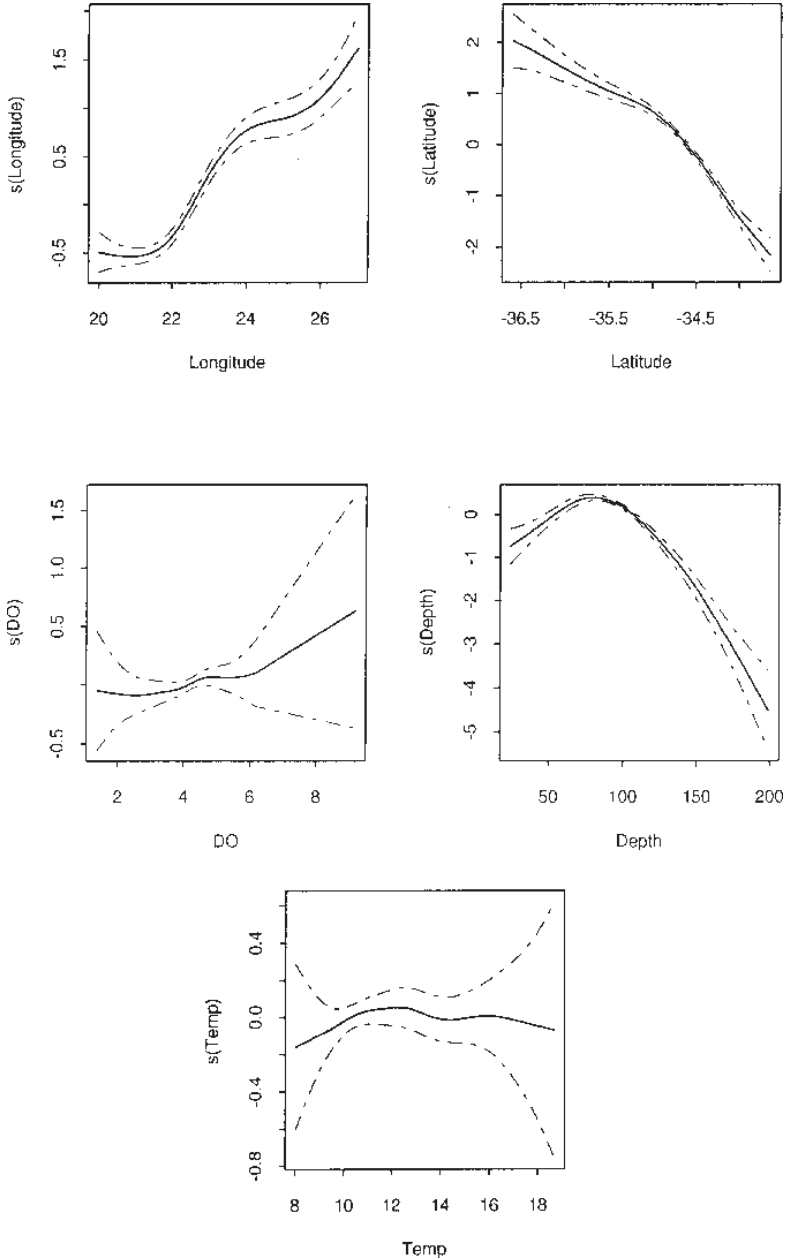 s(Longitude)
-0.5 0.5 1.5
20 22 24 26
Longitude
s(Latitude)
-2 -1 0 1 2
-36.5 -35.5 -34.5
Latitude
s(DO)
-0.5 0.5 1.0 1.5
2 4 6 8
DO
s(Depth)
-5 -4 -3 -2 -1 0
50 100 150 200
Depth
s(Temp)
-0.8 -0.4 0.0 0.4
8 10 12 14 16 18
Temp